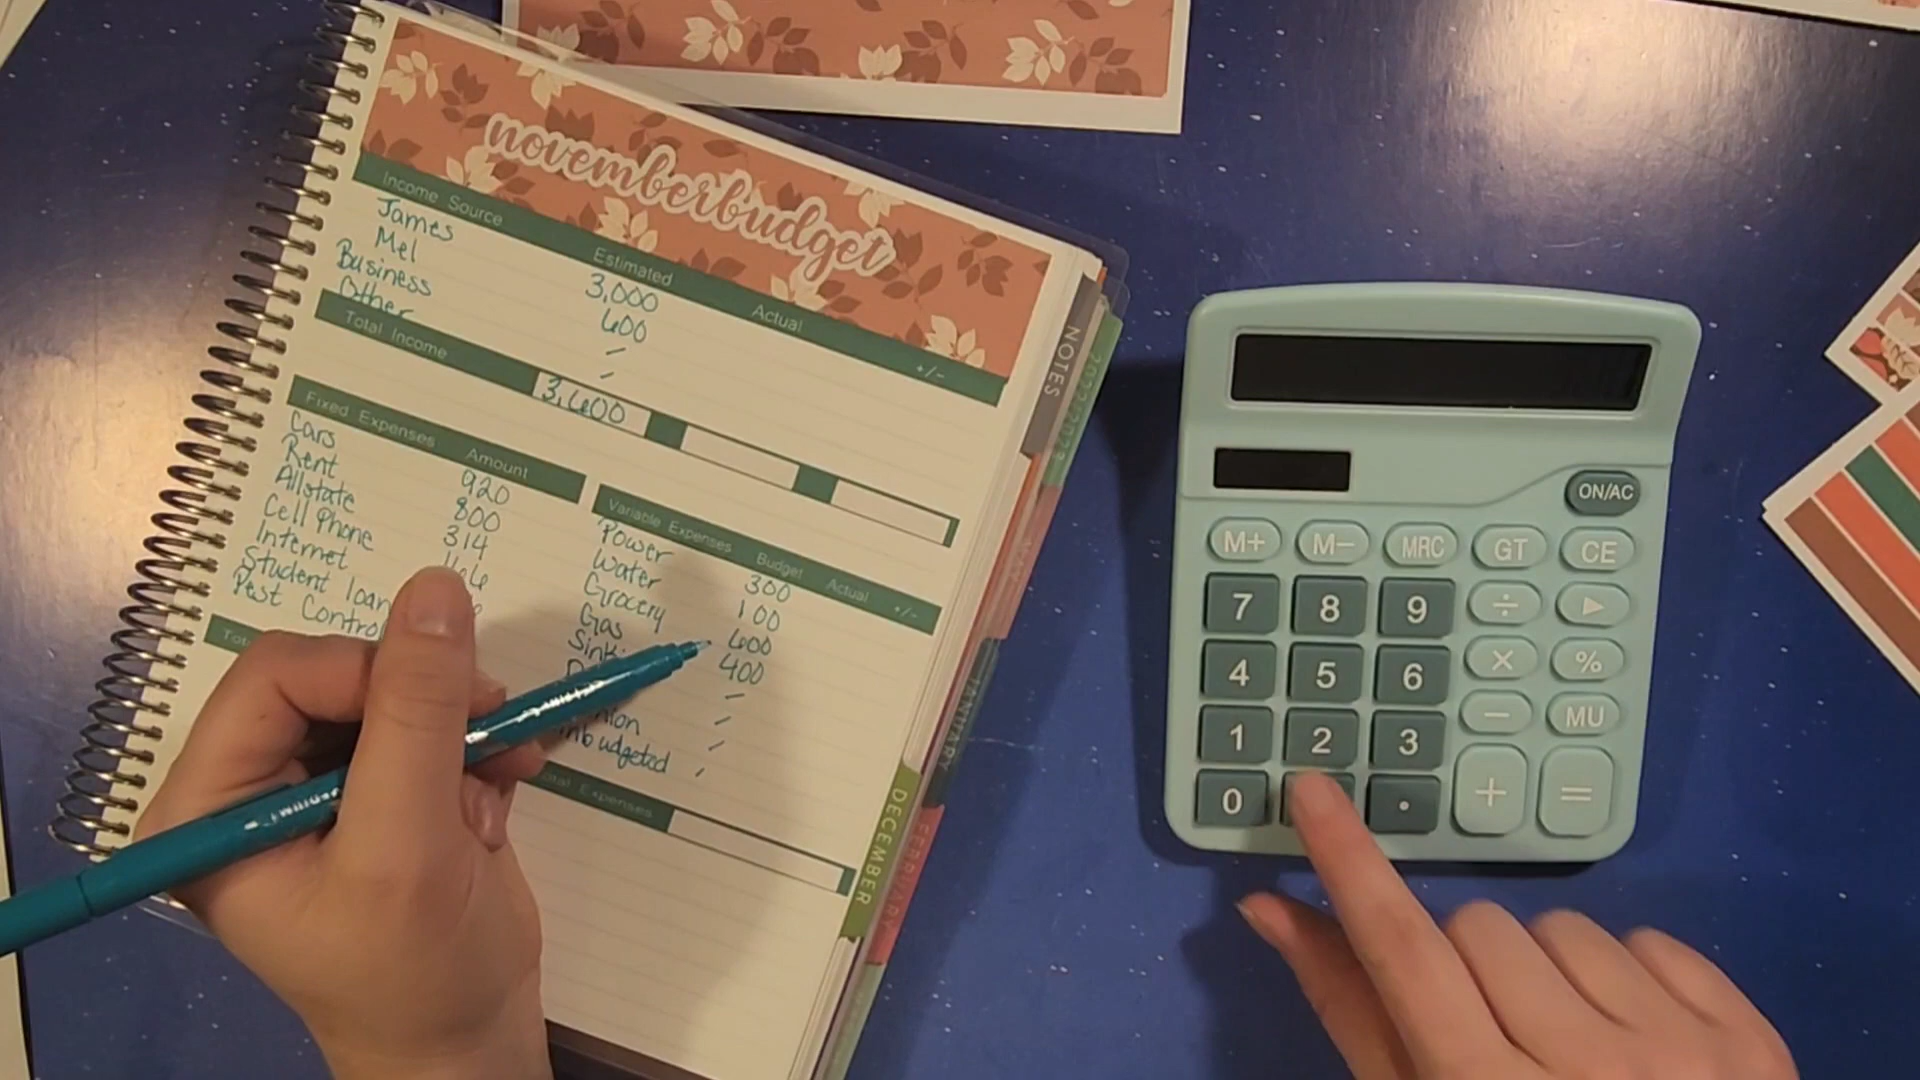 novemberbudget
Income Source Estimated Actual +/-
James 3,000
Mel 600
Business -
Other -
Total Income 3,600
Fixed Expenses Amount
Cars 920
Rent 800
Allstate 314
Cell Phone
Internet
Student loan
Pest Control
Variable Expenses Budget Actual +/-
Power 300
Water 100
Grocery 600
Gas 400
-
-
-
-
Expenses
NOTES
2022-2023
JANUARY
DECEMBER
FEBRUARY
ON/AC
M+ M- MRC GT CE
7 8 9 ÷ ▶
4 5 6 × %
1 2 3 - MU
0 . + =